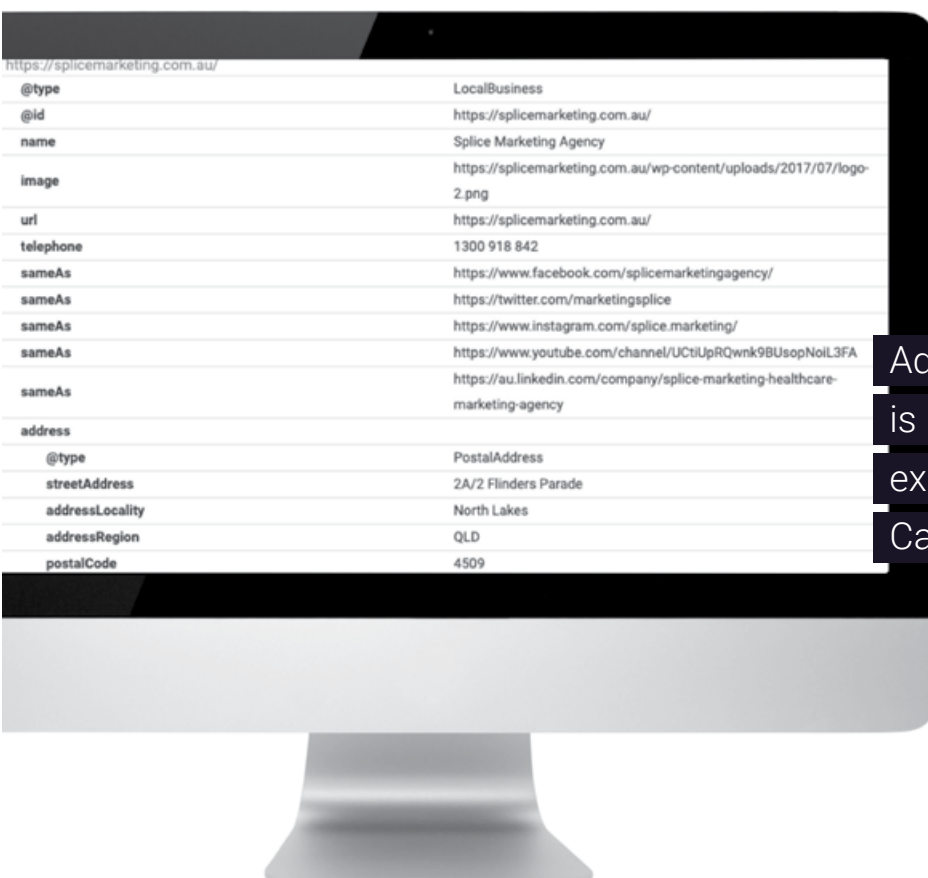 https://splicemarketing.com.au/
@type LocalBusiness
@id https://splicemarketing.com.au/
name Splice Marketing Agency
image https://splicemarketing.com.au/wp-content/uploads/2017/07/logo-
2.png
url https://splicemarketing.com.au/
telephone 1300 918 842
sameAs https://www.facebook.com/splicemarketingagency/
sameAs https://twitter.com/marketingsplice
sameAs https://www.instagram.com/splice.marketing/
sameAs https://www.youtube.com/channel/UCtiUpRQwnk9BUsopNoiL3FA
sameAs https://au.linkedin.com/company/splice-marketing-healthcare-
marketing-agency
address
@type PostalAddress
streetAddress 2A/2 Flinders Parade
addressLocality North Lakes
addressRegion QLD
postalCode 4509
is